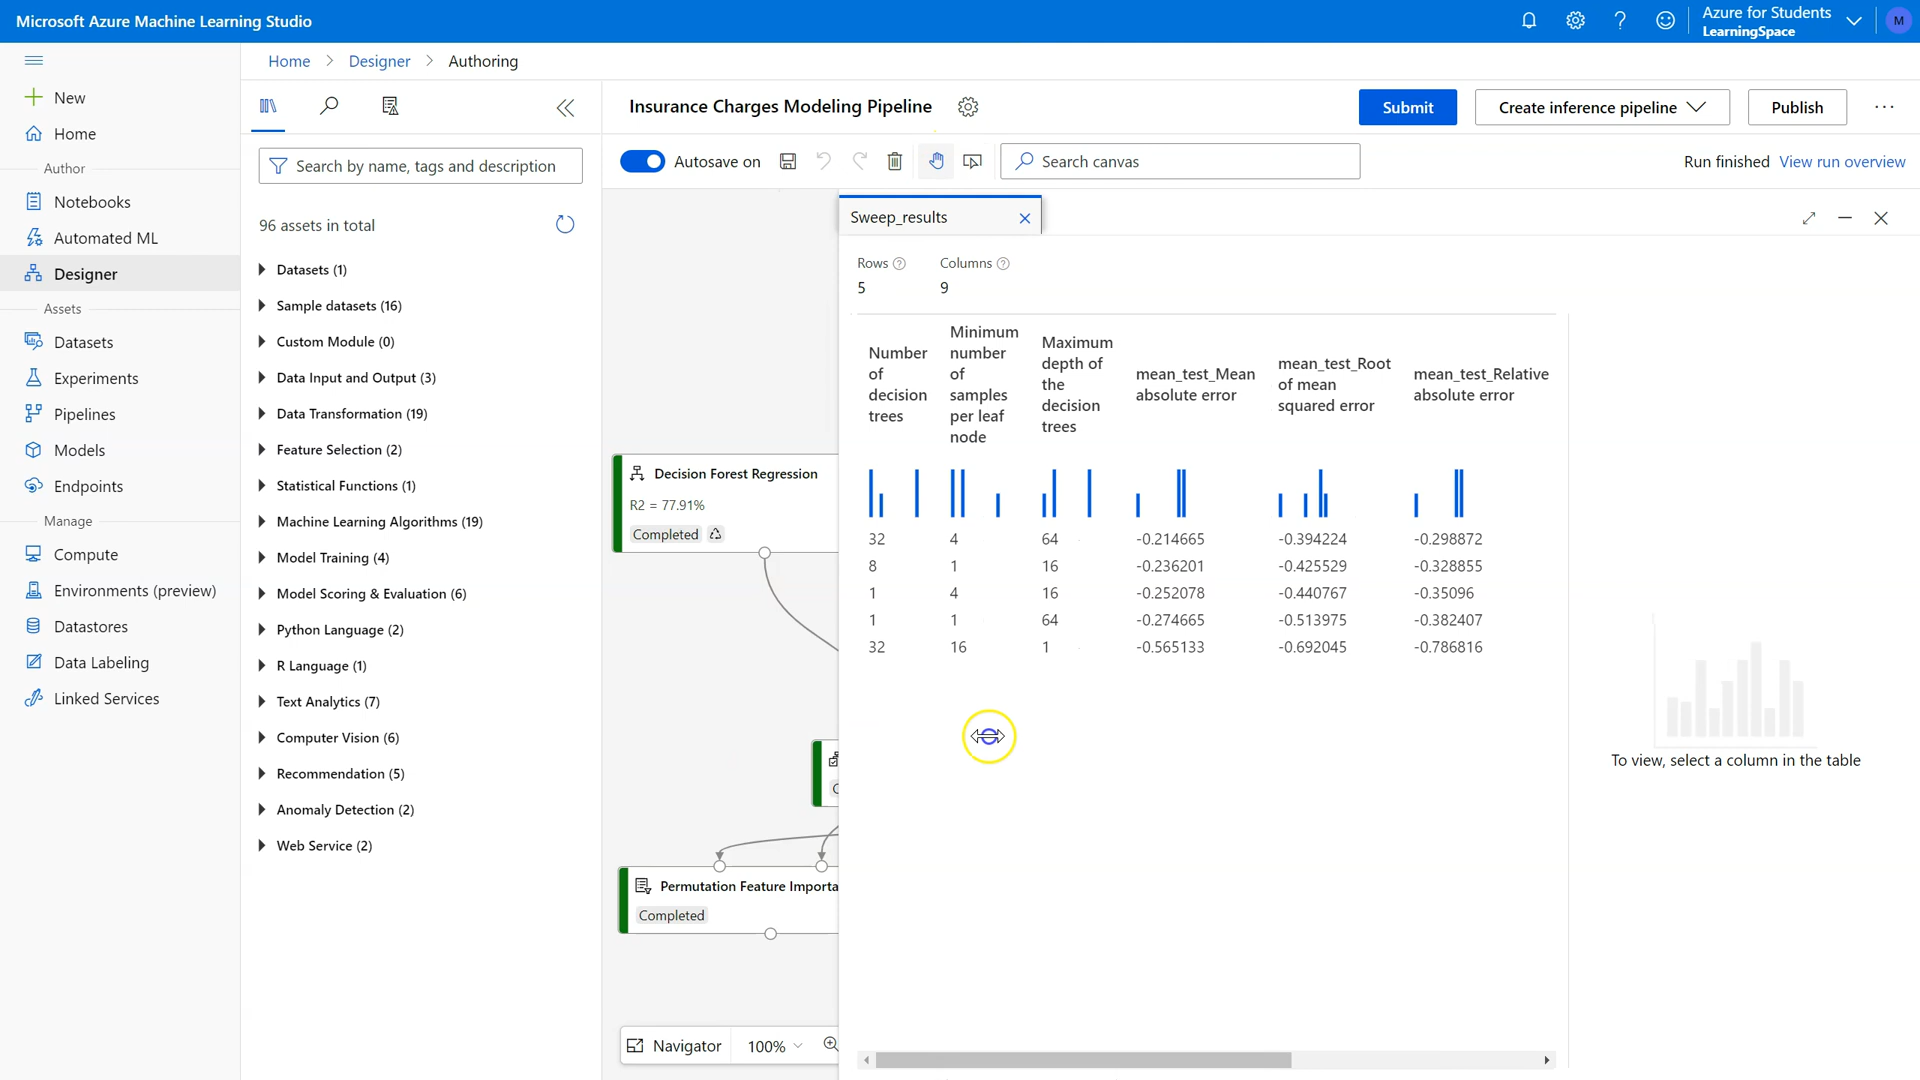 Microsoft Azure Machine Learning Studio
Azure for Students
LearningSpace
M
Home > Designer > Authoring
New
Home
Author
Notebooks
Automated ML
Designer
Assets
Datasets
Experiments
Pipelines
Models
Endpoints
Manage
Compute
Environments (preview)
Datastores
Data Labeling
Linked Services
Search by name, tags and description
96 assets in total
Datasets (1)
Sample datasets (16)
Custom Module (0)
Data Input and Output (3)
Data Transformation (19)
Feature Selection (2)
Statistical Functions (1)
Machine Learning Algorithms (19)
Model Training (4)
Model Scoring & Evaluation (6)
Python Language (2)
R Language (1)
Text Analytics (7)
Computer Vision (6)
Recommendation (5)
Anomaly Detection (2)
Web Service (2)
Insurance Charges Modeling Pipeline
Submit
Create inference pipeline
Publish
Autosave on
Search canvas
Run finished View run overview
Decision Forest Regression
R2 = 77.91%
Completed
Permutation Feature Importa
Completed
Navigator
100%
Sweep_results
Rows Columns
5 9
Number of decision trees
Minimum number of samples per leaf node
Maximum depth of the decision trees
mean_test_Mean absolute error
mean_test_Root of mean squared error
mean_test_Relative absolute error
32 4 64 -0.214665 -0.394224 -0.298872
8 1 16 -0.236201 -0.425529 -0.328855
1 4 16 -0.252078 -0.440767 -0.35096
1 1 64 -0.274665 -0.513975 -0.382407
32 16 1 -0.565133 -0.692045 -0.786816
To view, select a column in the table